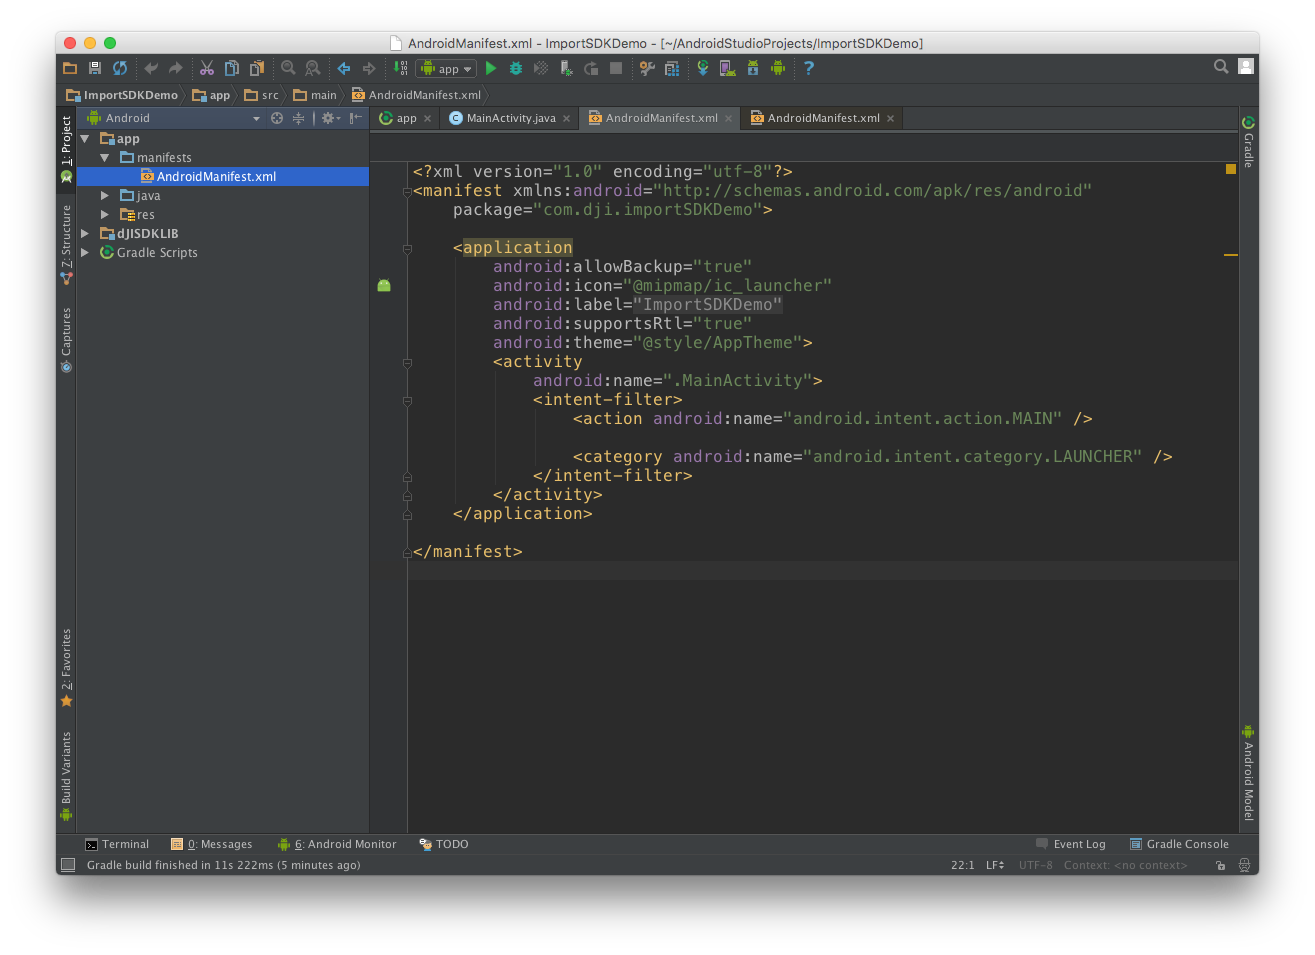 AndroidManifest.xml - ImportSDKDemo - [~/AndroidStudioProjects/ImportSDKDemo]
app
?
ImportSDKDemo app src main AndroidManifest.xml
Android
app MainActivity.java AndroidManifest.xml AndroidManifest.xml
1: Project
7: Structure
Captures
2: Favorites
Build Variants
app
manifests
AndroidManifest.xml
java
res
dJISDKLIB
Gradle Scripts
<?xml version="1.0" encoding="utf-8"?>
<manifest xmlns:android="http://schemas.android.com/apk/res/android"
package="com.dji.importSDKDemo">
<application
android:allowBackup="true"
android:icon="@mipmap/ic_launcher"
android:label="ImportSDKDemo"
android:supportsRtl="true"
android:theme="@style/AppTheme">
<activity
android:name=".MainActivity">
<intent-filter>
<action android:name="android.intent.action.MAIN" />
<category android:name="android.intent.category.LAUNCHER" />
</intent-filter>
</activity>
</application>
</manifest>
Gradle
Android Model
Terminal 0: Messages 6: Android Monitor TODO Event Log Gradle Console
Gradle build finished in 11s 222ms (5 minutes ago) 22:1 LF UTF-8 Context: <no context>